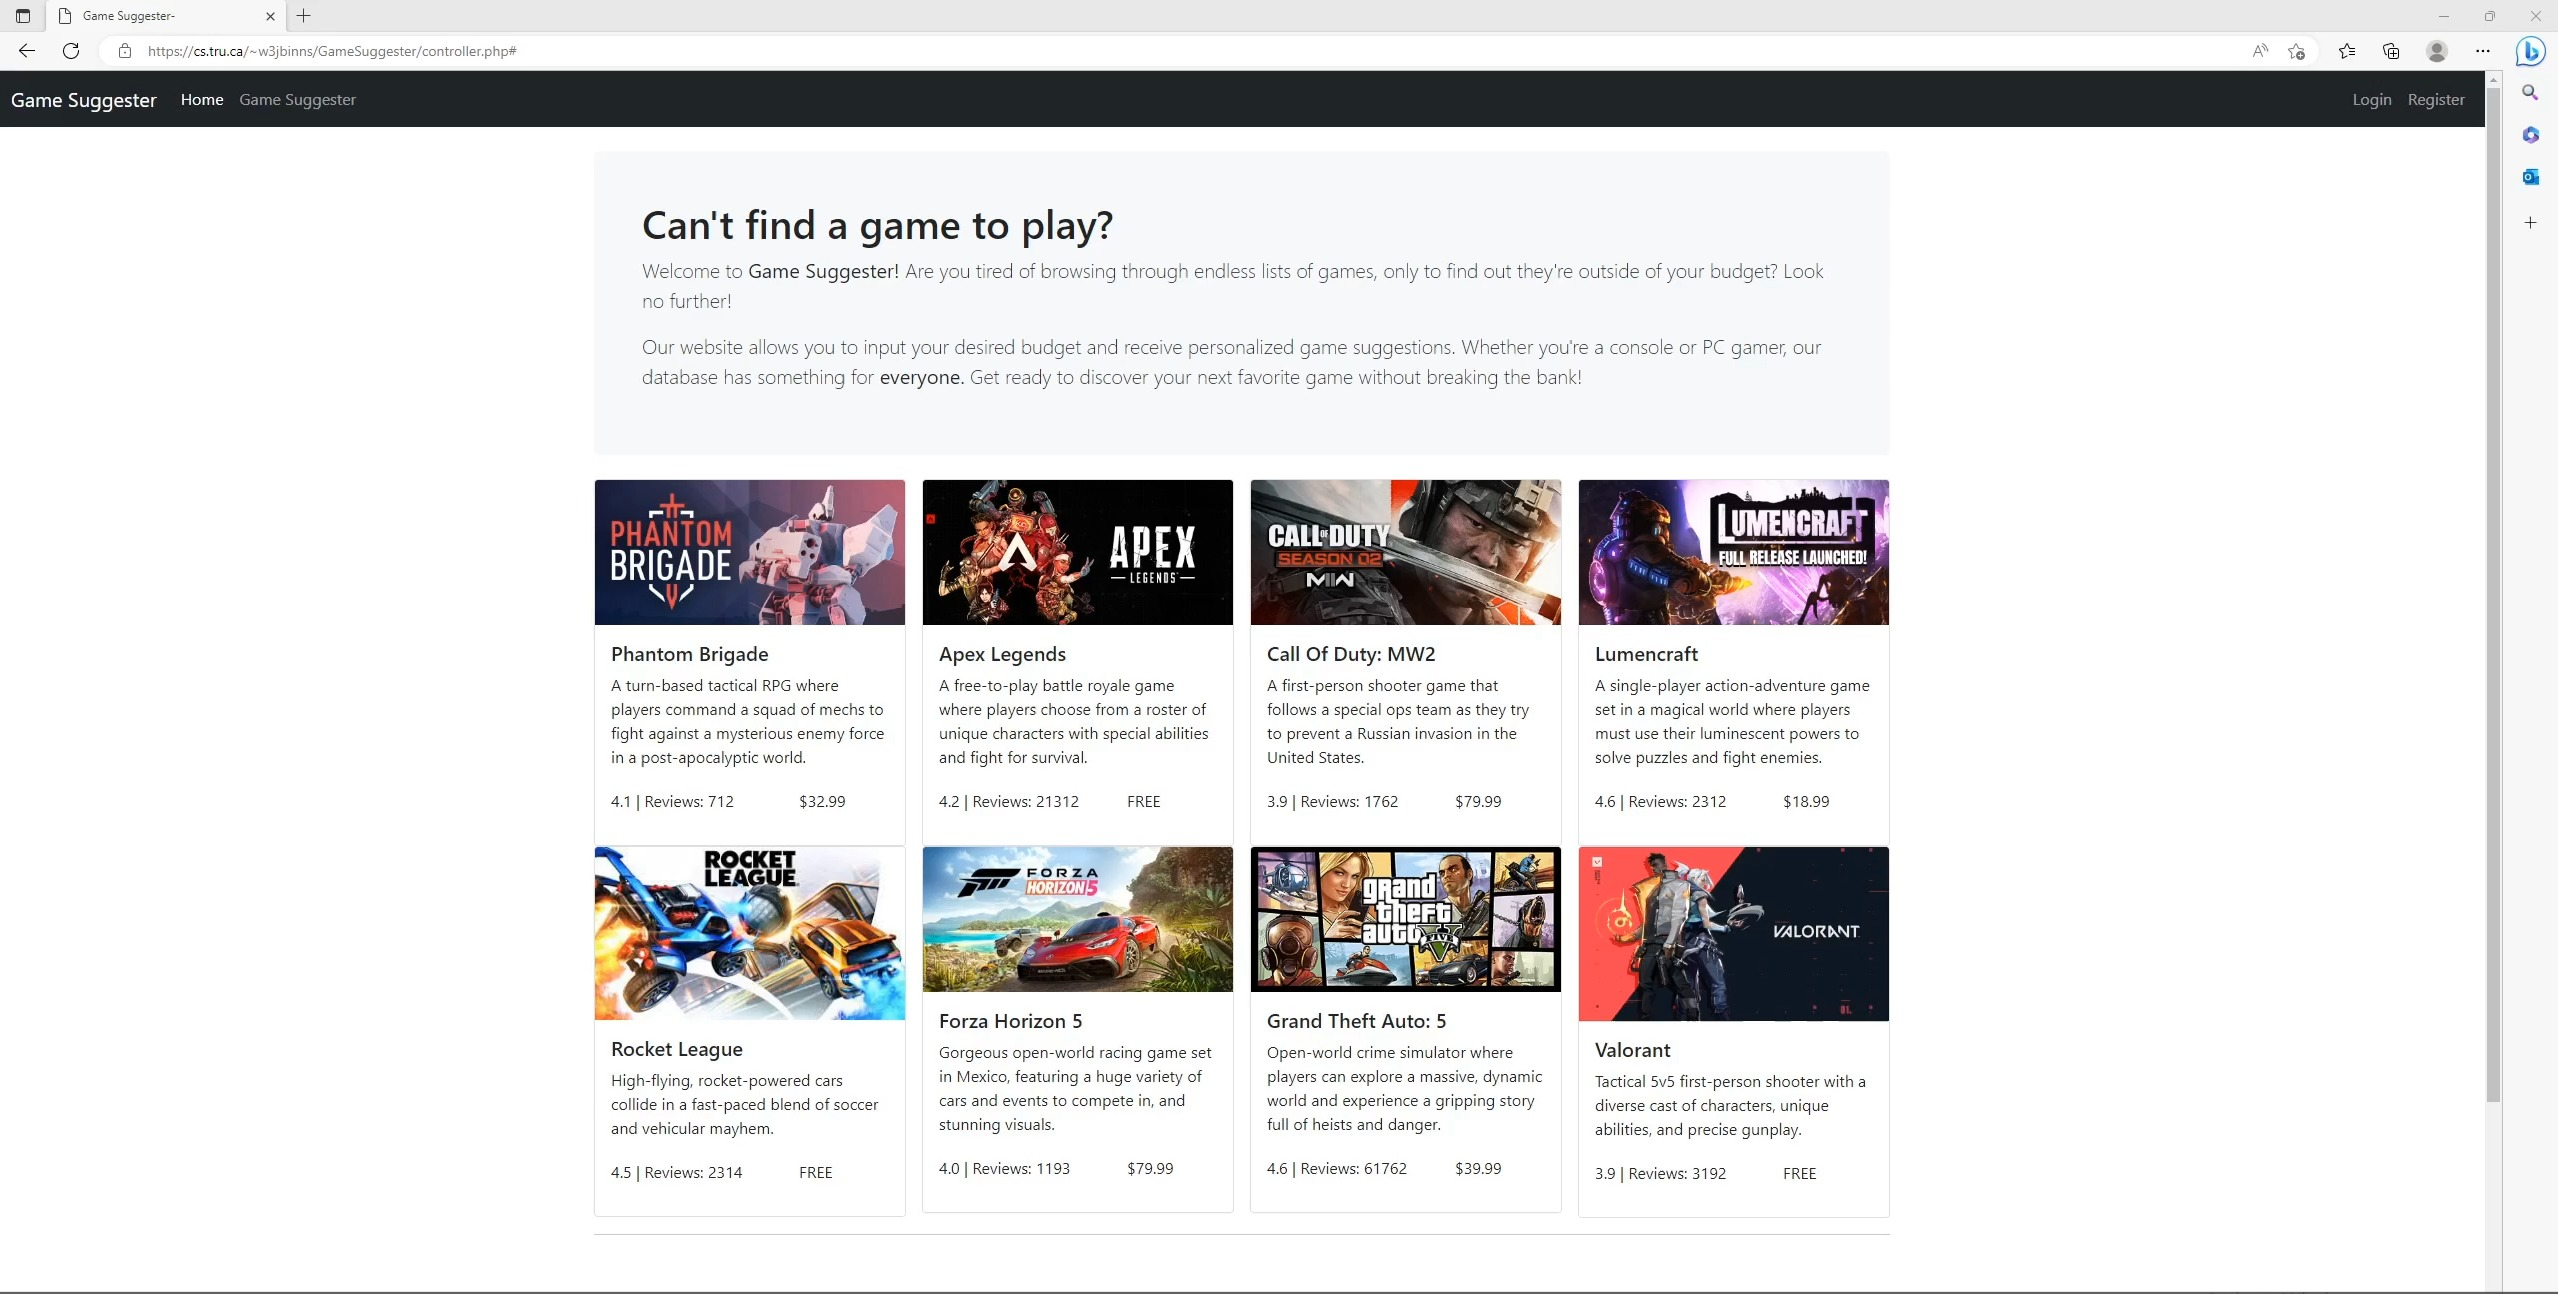 Game Suggester-
https://cs.tru.ca/~w3jbinns/GameSuggester/controller.php#
Game Suggester Home Game Suggester Login Register
Can't find a game to play?
Welcome to Game Suggester! Are you tired of browsing through endless lists of games, only to find out they're outside of your budget? Look
no further!
Our website allows you to input your desired budget and receive personalized game suggestions. Whether you're a console or PC gamer, our
database has something for everyone. Get ready to discover your next favorite game without breaking the bank!
PHANTOM
BRIGADE
Phantom Brigade
A turn-based tactical RPG where
players command a squad of mechs to
fight against a mysterious enemy force
in a post-apocalyptic world.
4.1 | Reviews: 712 $32.99
APEX
LEGENDS
Apex Legends
A free-to-play battle royale game
where players choose from a roster of
unique characters with special abilities
and fight for survival.
4.2 | Reviews: 21312 FREE
CALL OF DUTY
SEASON 02
MW
Call Of Duty: MW2
A first-person shooter game that
follows a special ops team as they try
to prevent a Russian invasion in the
United States.
3.9 | Reviews: 1762 $79.99
LUMENCRAFT
FULL RELEASE LAUNCHED!
Lumencraft
A single-player action-adventure game
set in a magical world where players
must use their luminescent powers to
solve puzzles and fight enemies.
4.6 | Reviews: 2312 $18.99
ROCKET
LEAGUE
Rocket League
High-flying, rocket-powered cars
collide in a fast-paced blend of soccer
and vehicular mayhem.
4.5 | Reviews: 2314 FREE
FORZA
HORIZON 5
Forza Horizon 5
Gorgeous open-world racing game set
in Mexico, featuring a huge variety of
cars and events to compete in, and
stunning visuals.
4.0 | Reviews: 1193 $79.99
grand
theft
auto
V
Grand Theft Auto: 5
Open-world crime simulator where
players can explore a massive, dynamic
world and experience a gripping story
full of heists and danger.
4.6 | Reviews: 61762 $39.99
VALORANT
01.
Valorant
Tactical 5v5 first-person shooter with a
diverse cast of characters, unique
abilities, and precise gunplay.
3.9 | Reviews: 3192 FREE